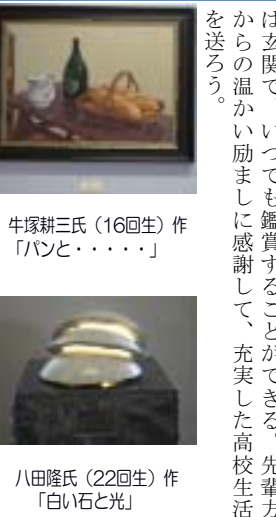 は玄関で、いつでも鑑賞することができる。先輩方
からの温かい励ましに感謝して、充実した高校生活
を送ろう。
牛塚耕三氏(16回生)作
「パンと・・・・・」
八田隆氏(22回生)作
「白い石と光」